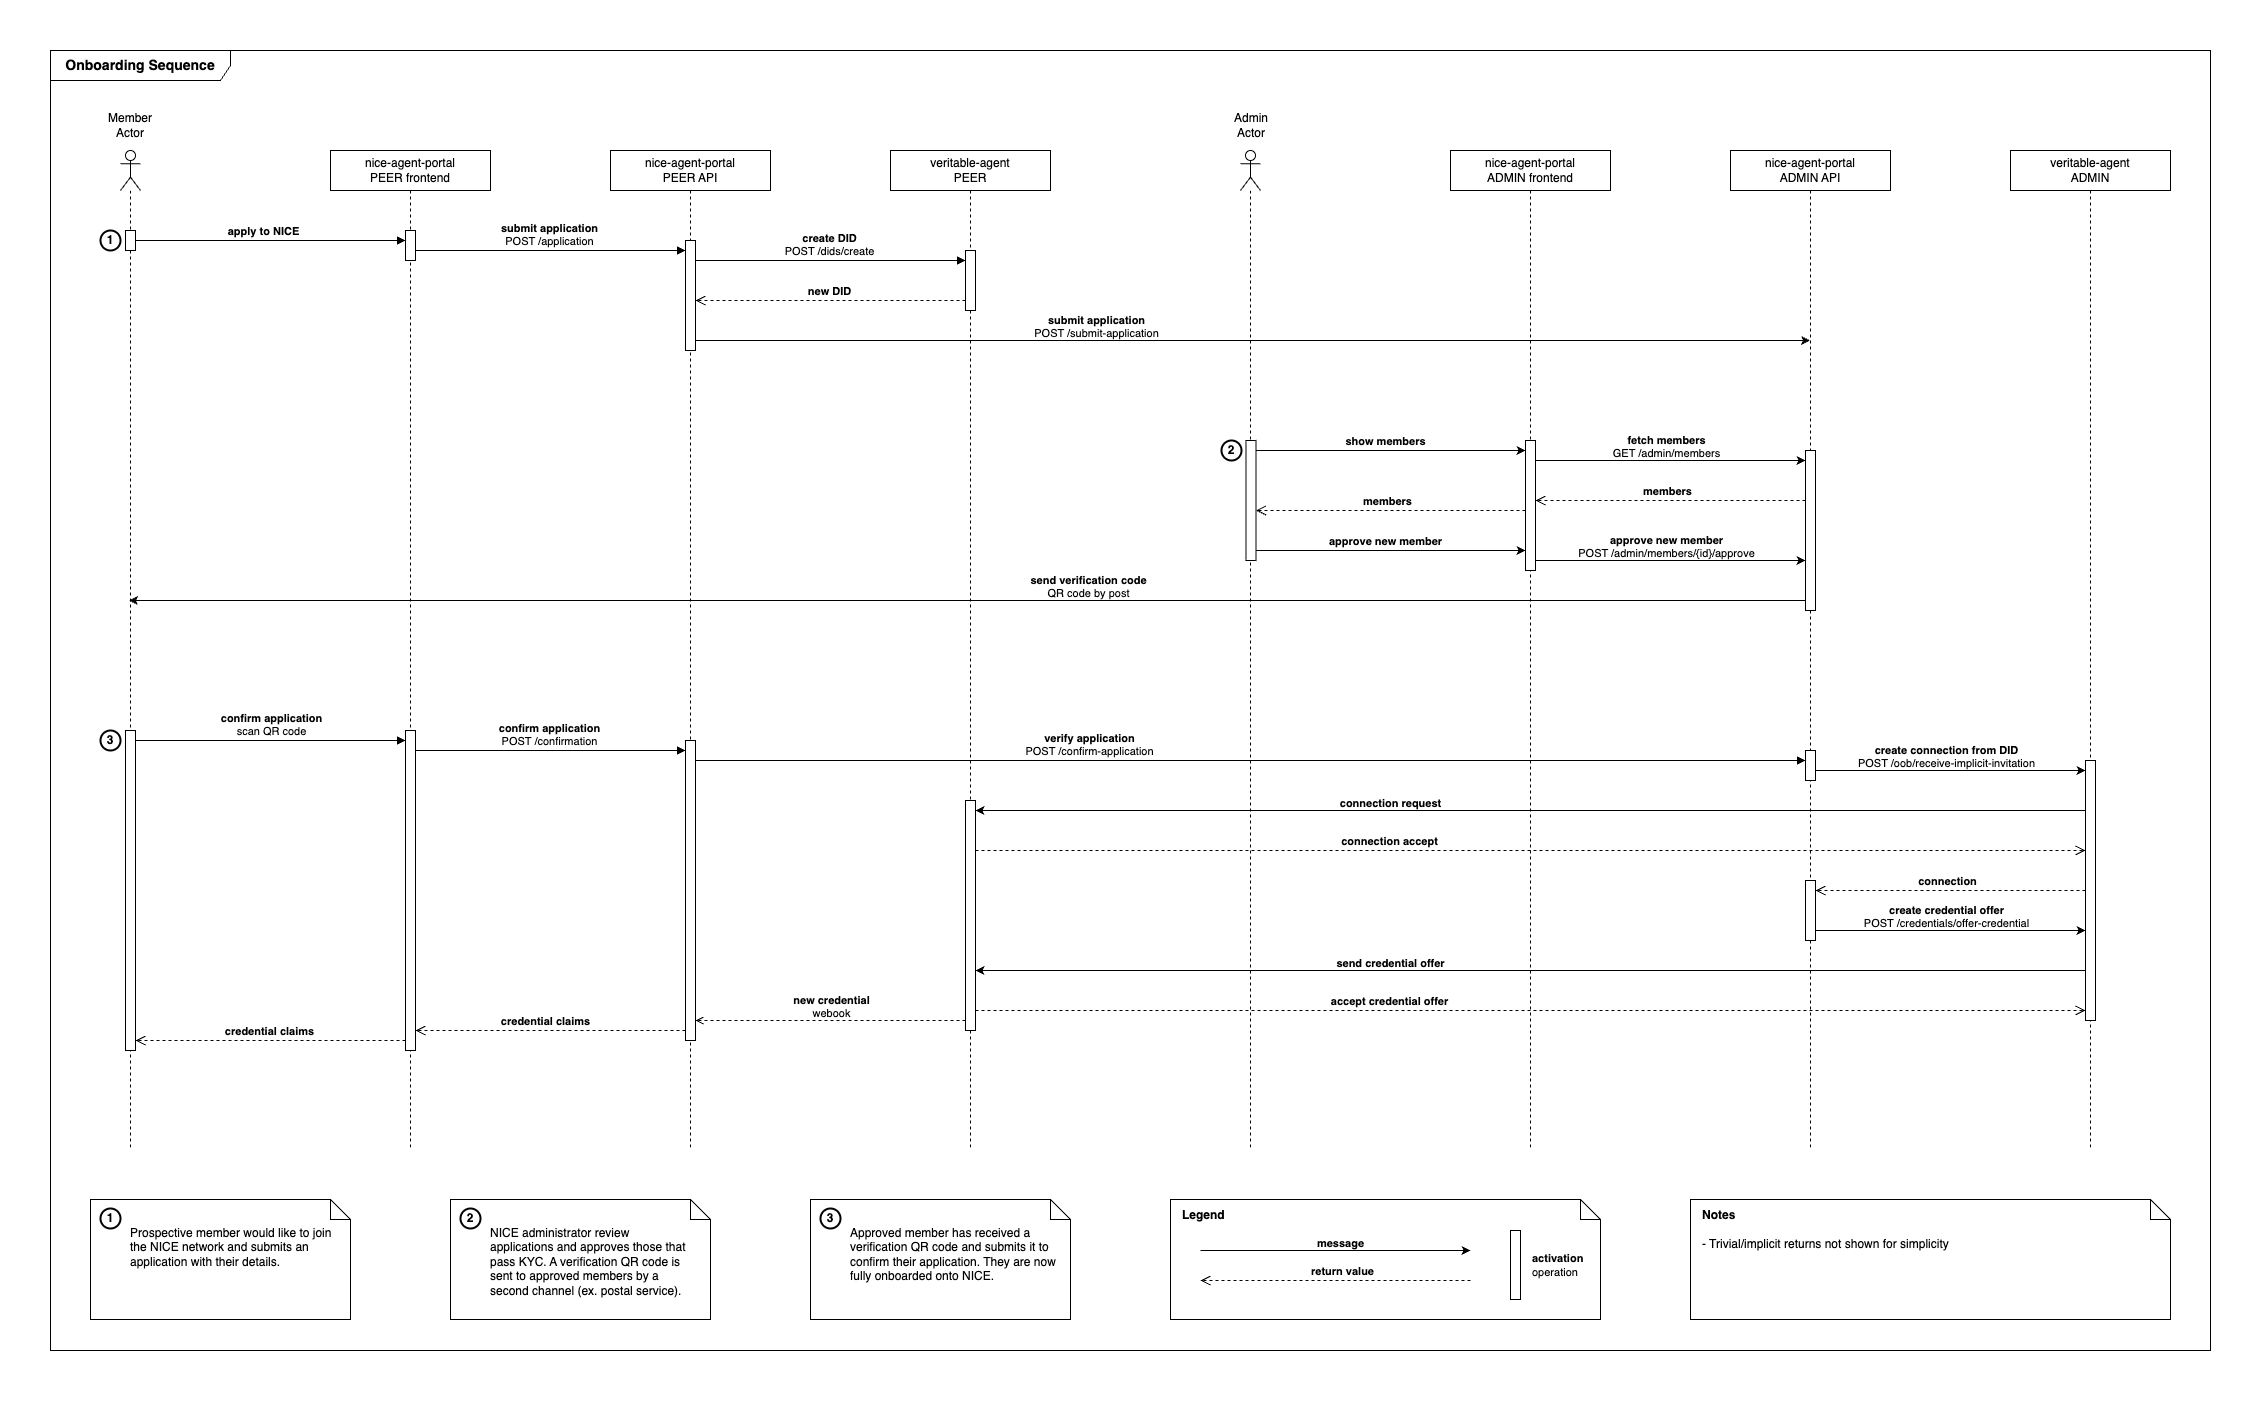 Onboarding Sequence
Member
Actor
Admin
Actor
nice-agent-portal
PEER frontend
nice-agent-portal
PEER API
veritable-agent
PEER
nice-agent-portal
ADMIN frontend
nice-agent-portal
ADMIN API
veritable-agent
ADMIN
1
apply to NICE
submit application
POST /application
create DID
POST /dids/create
new DID
submit application
POST /submit-application
2
show members
fetch members
GET /admin/members
members
members
approve new member
approve new member
POST /admin/members/{id}/approve
send verification code
QR code by post
3
confirm application
scan QR code
confirm application
POST /confirmation
verify application
POST /confirm-application
create connection from DID
POST /oob/receive-implicit-invitation
connection request
connection accept
connection
create credential offer
POST /credentials/offer-credential
send credential offer
accept credential offer
new credential
webook
credential claims
credential claims
1
Prospective member would like to join
the NICE network and submits an
application with their details.
2
NICE administrator review
applications and approves those that
pass KYC. A verification QR code is
sent to approved members by a
second channel (ex. postal service).
3
Approved member has received a
verification QR code and submits it to
confirm their application. They are now
fully onboarded onto NICE.
Legend
message
return value
activation
operation
Notes
- Trivial/implicit returns not shown for simplicity